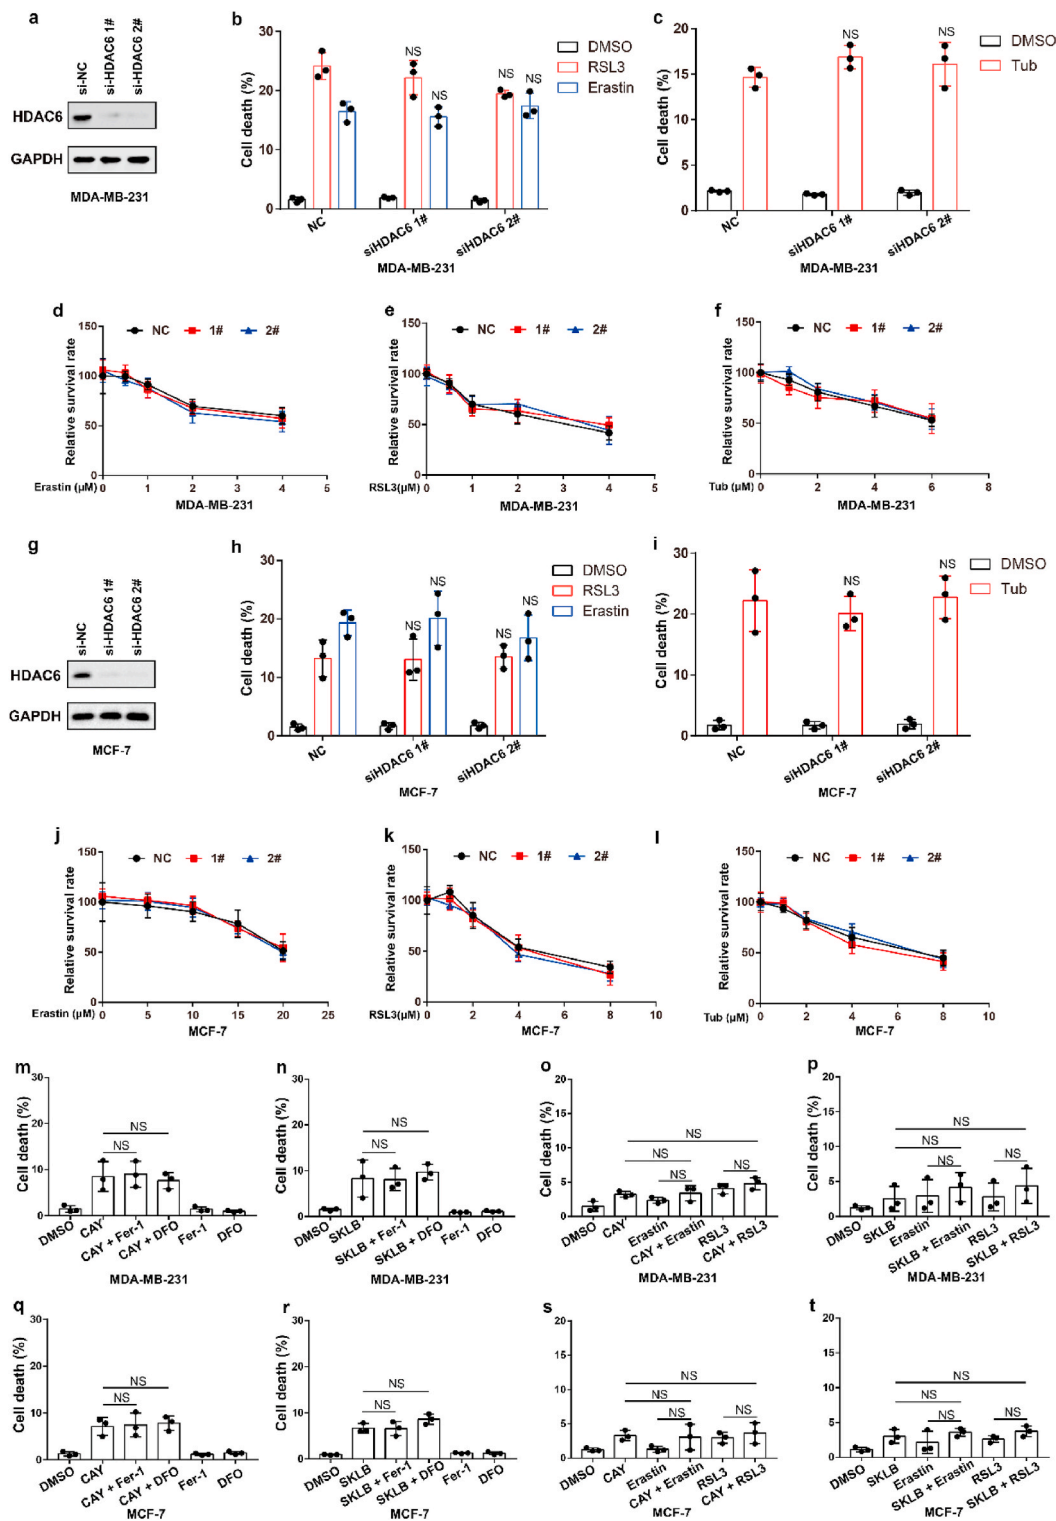 a
si-NC
si-HDAC6 1#
si-HDAC6 2#
HDAC6
GAPDH
MDA-MB-231
b
Cell death (%)
30
20
10
0
NS
NS
NS
NS
DMSO
RSL3
Erastin
NC
siHDAC6 1#
siHDAC6 2#
MDA-MB-231
c
Cell death (%)
20
15
10
5
0
NS
NS
DMSO
Tub
NC
siHDAC6 1#
siHDAC6 2#
MDA-MB-231
d
NC 1# 2#
Relative survival rate
150
100
50
0
Erastin (μM) 0 1 2 3 4 5
MDA-MB-231
e
NC 1# 2#
Relative survival rate
150
100
50
0
RSL3(μM) 0 1 2 3 4 5
MDA-MB-231
f
NC 1# 2#
Relative survival rate
150
100
50
0
Tub (μM) 0 2 4 6 8
MDA-MB-231
g
si-NC
si-HDAC6 1#
si-HDAC6 2#
HDAC6
GAPDH
MCF-7
h
Cell death (%)
30
20
10
0
NS
NS
NS
NS
DMSO
RSL3
Erastin
NC
siHDAC6 1#
siHDAC6 2#
MCF-7
i
Cell death (%)
30
20
10
0
NS
NS
DMSO
Tub
NC
siHDAC6 1#
siHDAC6 2#
MCF-7
j
NC 1# 2#
Relative survival rate
150
100
50
0
Erastin (μM) 0 5 10 15 20 25
MCF-7
k
NC 1# 2#
Relative survival rate
150
100
50
0
RSL3(μM) 0 2 4 6 8 10
MCF-7
l
NC 1# 2#
Relative survival rate
150
100
50
0
Tub (μM) 0 2 4 6 8 10
MCF-7
m
Cell death (%)
30
20
10
0
NS
NS
DMSO
CAY
CAY + Fer-1
CAY + DFO
Fer-1
DFO
MDA-MB-231
n
Cell death (%)
30
20
10
0
NS
NS
DMSO
SKLB
SKLB + Fer-1
SKLB + DFO
Fer-1
DFO
MDA-MB-231
o
Cell death (%)
20
15
10
5
0
NS
NS
NS
NS
DMSO
CAY
Erastin
CAY + Erastin
RSL3
CAY + RSL3
MDA-MB-231
p
Cell death (%)
20
15
10
5
0
NS
NS
NS
NS
DMSO
SKLB
Erastin
SKLB + Erastin
RSL3
SKLB + RSL3
MDA-MB-231
q
Cell death (%)
30
20
10
0
NS
NS
DMSO
CAY
CAY + Fer-1
CAY + DFO
Fer-1
DFO
MCF-7
r
Cell death (%)
30
20
10
0
NS
NS
DMSO
SKLB
SKLB + Fer-1
SKLB + DFO
Fer-1
DFO
MCF-7
s
Cell death (%)
20
15
10
5
0
NS
NS
NS
NS
DMSO
CAY
Erastin
CAY + Erastin
RSL3
CAY + RSL3
MCF-7
t
Cell death (%)
20
15
10
5
0
NS
NS
NS
NS
DMSO
SKLB
Erastin
SKLB + Erastin
RSL3
SKLB + RSL3
MCF-7